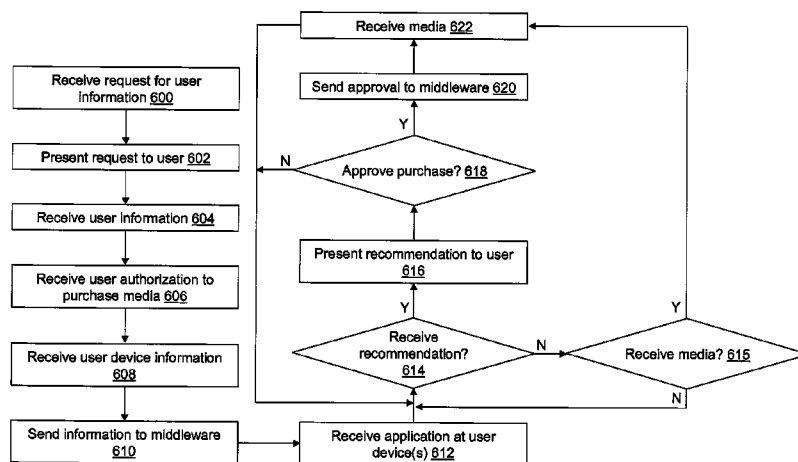 Receive request for user
information 600
Present request to user 602
Receive user information 604
Receive user authorization to
purchase media 606
Receive user device information
608
Send information to middleware
610
Receive application at user
device(s) 612
Receive
recommendation?
614
Y
N
Receive media? 615
Y
N
Present recommendation to user
616
Approve purchase? 618
Y
N
Send approval to middleware 620
Receive media 622